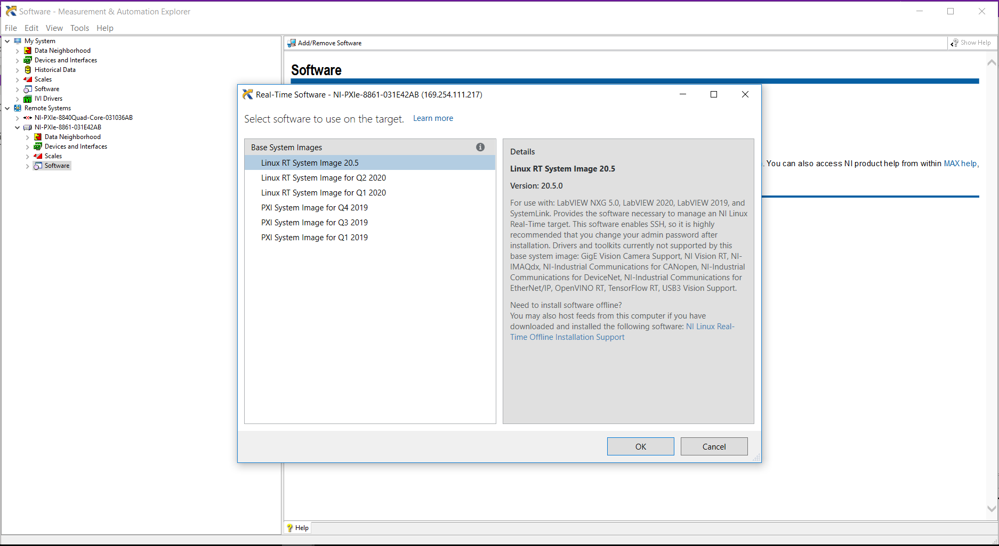 Software - Measurement & Automation Explorer
File Edit View Tools Help
My System
Data Neighborhood
Devices and Interfaces
Historical Data
Scales
Software
IVI Drivers
Remote Systems
NI-PXIe-8840Quad-Core-031036AB
NI-PXIe-8861-031E42AB
Data Neighborhood
Devices and Interfaces
Scales
Software
Add/Remove Software
Show Help
Software
. You can also access NI product help from within MAX help,
Real-Time Software - NI-PXIe-8861-031E42AB (169.254.111.217)
Select software to use on the target. Learn more
Base System Images
Linux RT System Image 20.5
Linux RT System Image for Q2 2020
Linux RT System Image for Q1 2020
PXI System Image for Q4 2019
PXI System Image for Q3 2019
PXI System Image for Q1 2019
Details
Linux RT System Image 20.5
Version: 20.5.0
For use with: LabVIEW NXG 5.0, LabVIEW 2020, LabVIEW 2019, and
SystemLink. Provides the software necessary to manage an NI Linux
Real-Time target. This software enables SSH, so it is highly
recommended that you change your admin password after
installation. Drivers and toolkits currently not supported by this
base system image: GigE Vision Camera Support, NI Vision RT, NI-
IMAQdx, NI-Industrial Communications for CANopen, NI-Industrial
Communications for DeviceNet, NI-Industrial Communications for
EtherNet/IP, OpenVINO RT, TensorFlow RT, USB3 Vision Support.
Need to install software offline?
You may also host feeds from this computer if you have
downloaded and installed the following software: NI Linux Real-
Time Offline Installation Support
OK
Cancel
Help